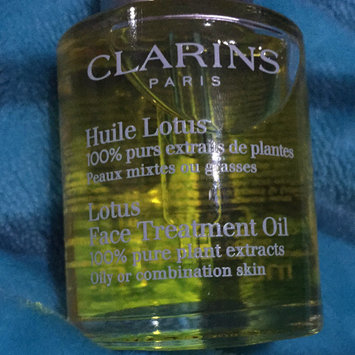 CLARINS
PARIS
Huile Lotus
100% purs extraits de plantes
Peaux mixtes ou grasses
Lotus
Face Treatment Oil
100% pure plant extracts
Oily or combination skin